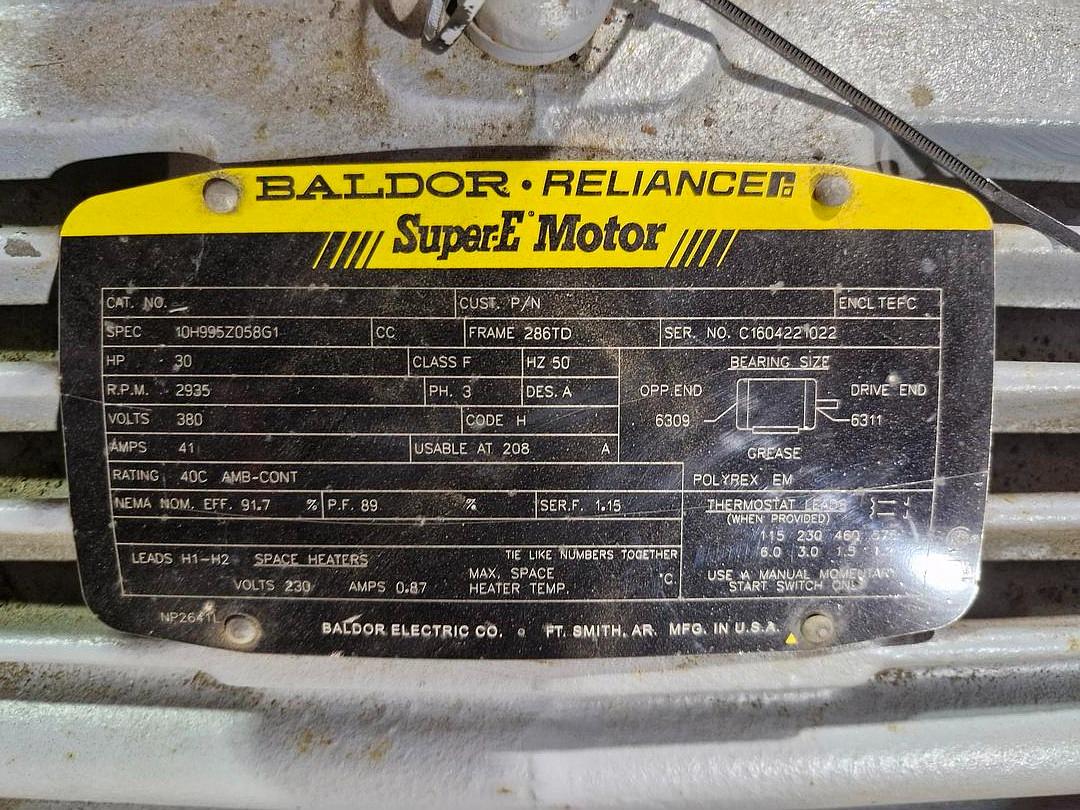 BALDOR • RELIANCE
Super-E Motor
CAT. NO. CUST. P/N ENCL TEFC
SPEC 10H995Z058G1 CC FRAME 286TD SER. NO. C1604221022
HP 30 CLASS F HZ 50 BEARING SIZE
R.P.M. 2935 PH. 3 DES. A OPP.END DRIVE END
VOLTS 380 CODE H 6309 6311
AMPS 41 USABLE AT 208 A GREASE
RATING 40C AMB-CONT POLYREX EM
NEMA NOM. EFF. 91.7 % P.F. 89 % SER.F. 1.15 THERMOSTAT LEADS
(WHEN PROVIDED)
115 230 460 575
LEADS H1-H2 SPACE HEATERS TIE LIKE NUMBERS TOGETHER 6.0 3.0 1.5
VOLTS 230 AMPS 0.87 MAX. SPACE °C USE A MANUAL MOMENTARY
HEATER TEMP. START SWITCH ONLY
NP2641L
BALDOR ELECTRIC CO. FT. SMITH, AR. MFG. IN U.S.A.